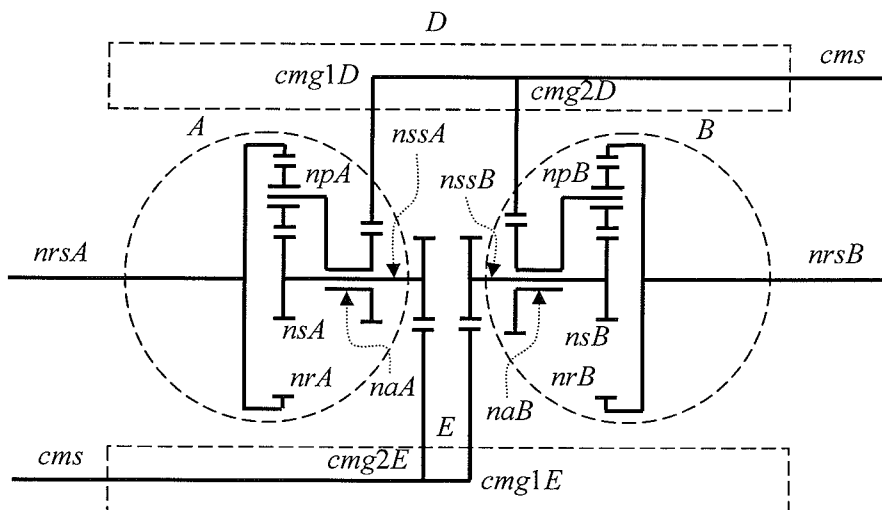 D
cmg1D
cms
cmg2D
A
nssA
B
npA
nssB
npB
nrsA
nrsB
nsA
nsB
nrA
naA
nrB
naB
E
cms
cmg2E
cmg1E